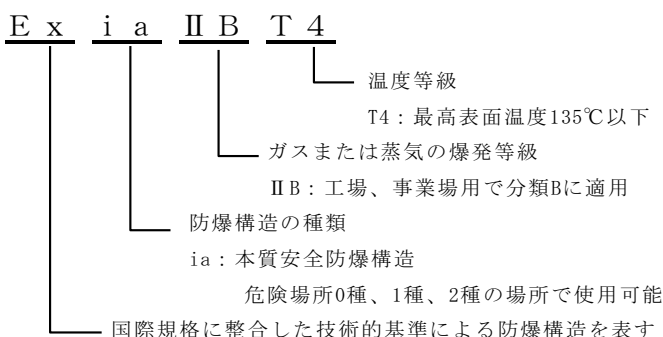 Ex ia ⅡB T4
温度等級
T4：最高表面温度135℃以下
ガスまたは蒸気の爆発等級
ⅡB：工場、事業場用で分類Bに適用
防爆構造の種類
ia：本質安全防爆構造
危険場所0種、1種、2種の場所で使用可能
国際規格に整合した技術的基準による防爆構造を表す